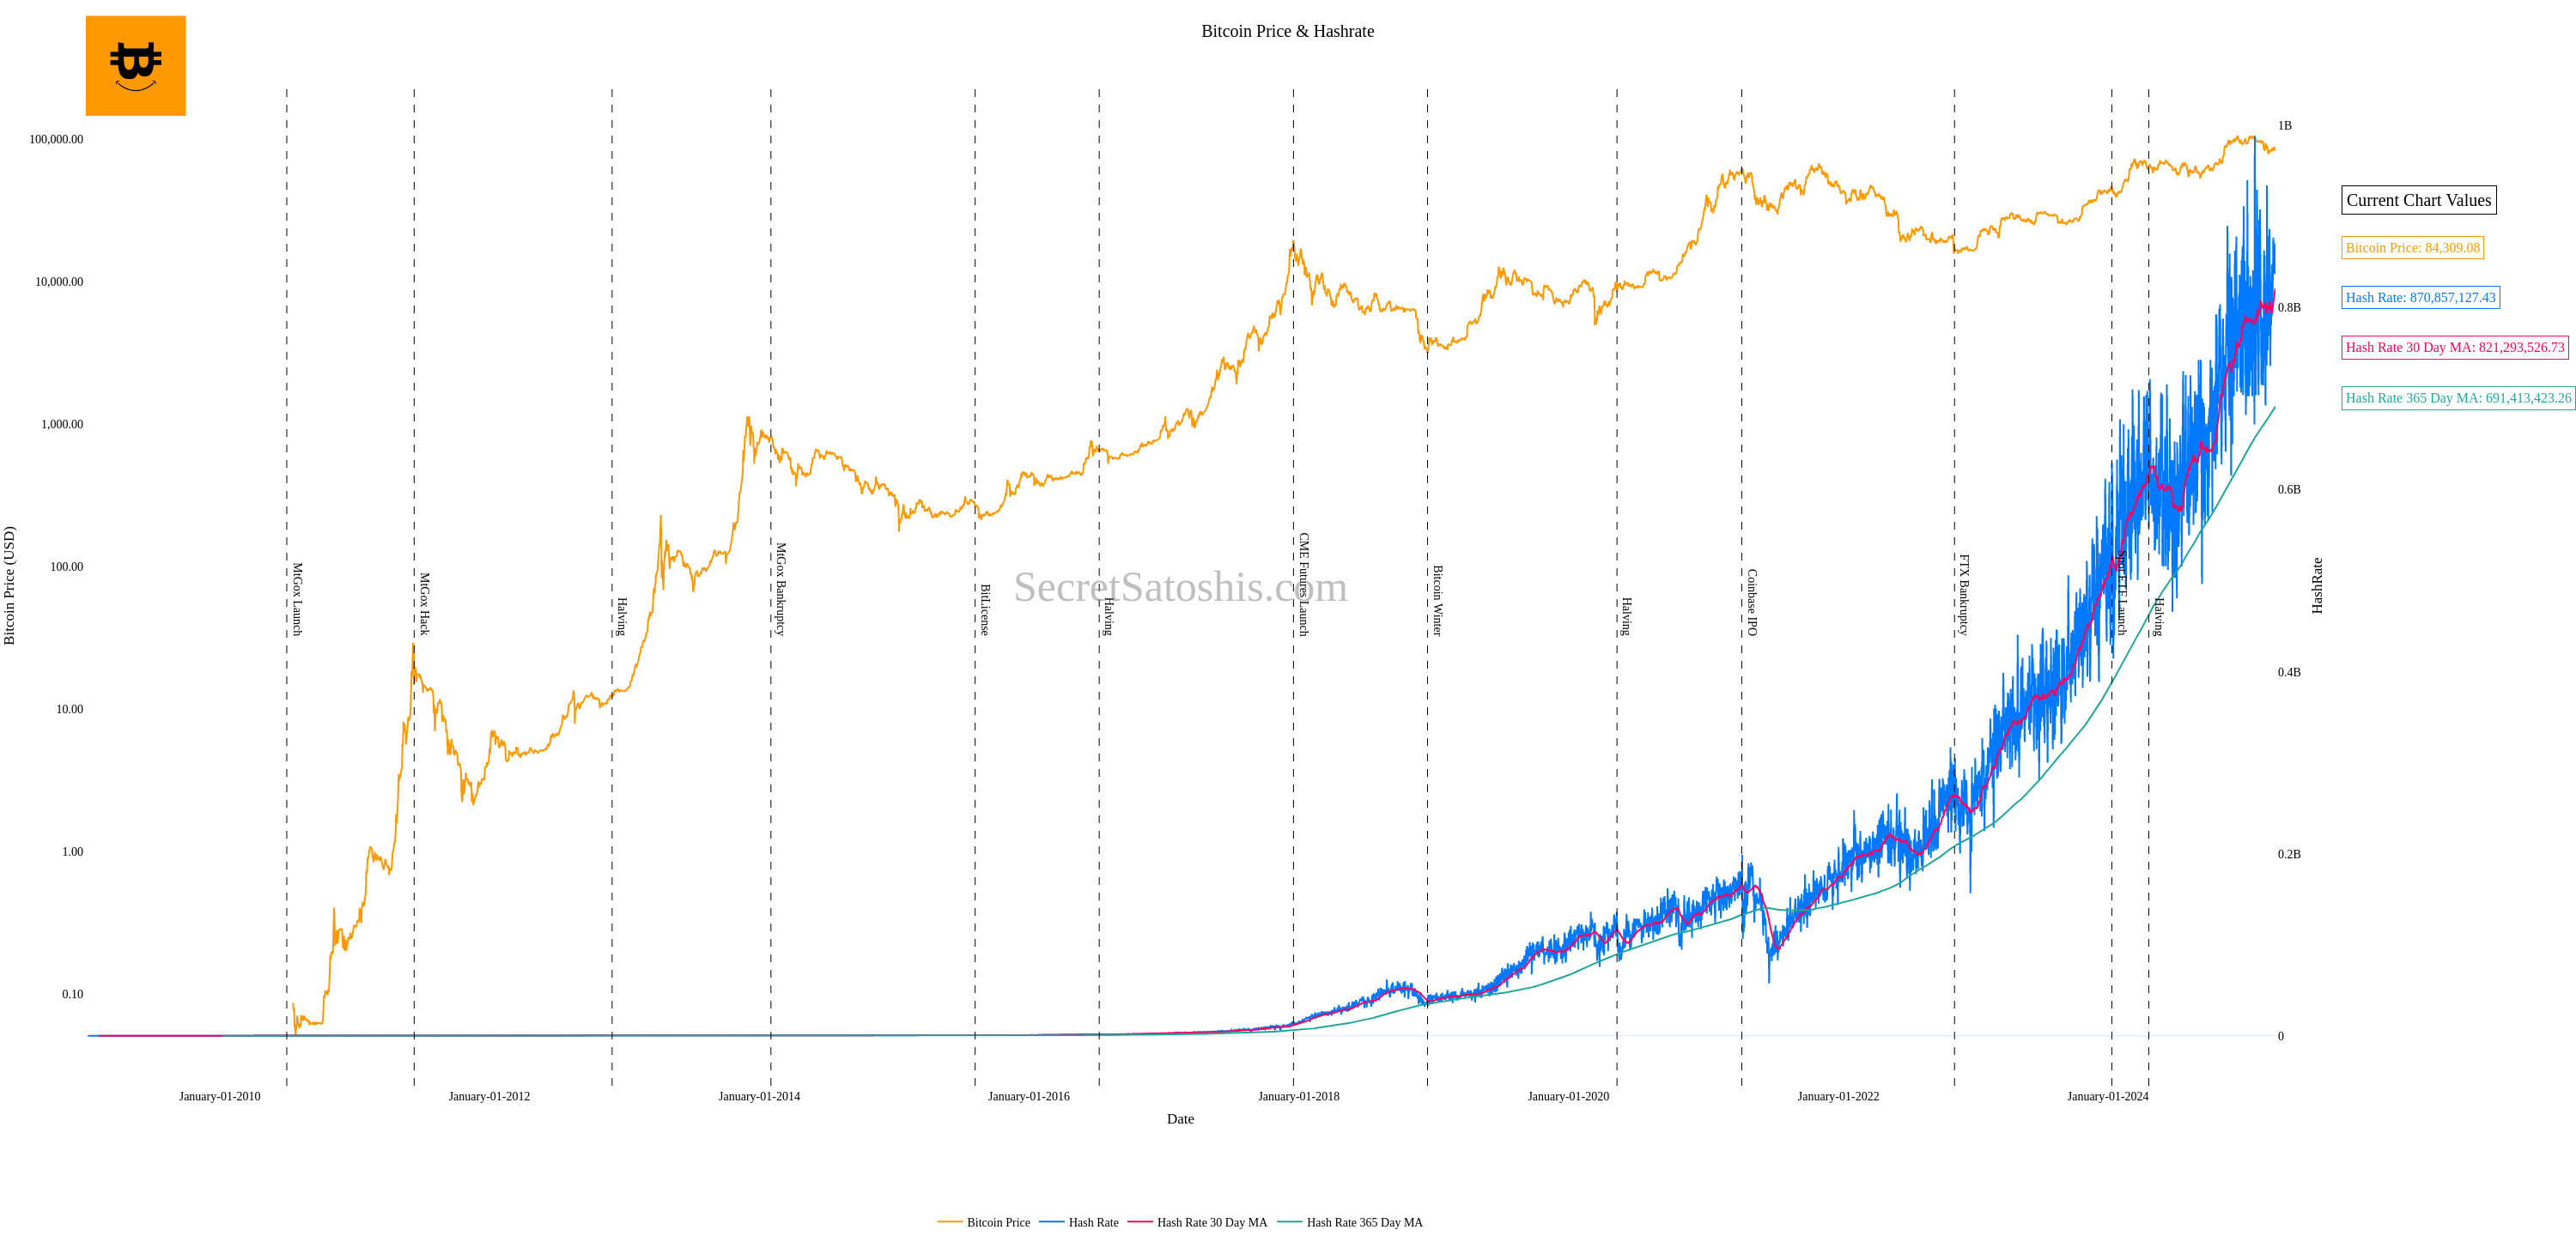 Bitcoin Price & Hashrate
100,000.00
10,000.00
1,000.00
100.00
10.00
1.00
0.10
Bitcoin Price (USD)
MtGox Launch
MtGox Hack
Halving
MtGox Bankruptcy
BitLicense
Halving
CME Futures Launch
Bitcoin Winter
Halving
Coinbase IPO
FTX Bankruptcy
Spot ETF Launch
Halving
SecretSatoshis.com
1B
0.8B
0.6B
0.4B
0.2B
0
HashRate
Current Chart Values
Bitcoin Price: 84,309.08
Hash Rate: 870,857,127.43
Hash Rate 30 Day MA: 821,293,526.73
Hash Rate 365 Day MA: 691,413,423.26
January-01-2010
January-01-2012
January-01-2014
January-01-2016
January-01-2018
January-01-2020
January-01-2022
January-01-2024
Date
Bitcoin Price
Hash Rate
Hash Rate 30 Day MA
Hash Rate 365 Day MA